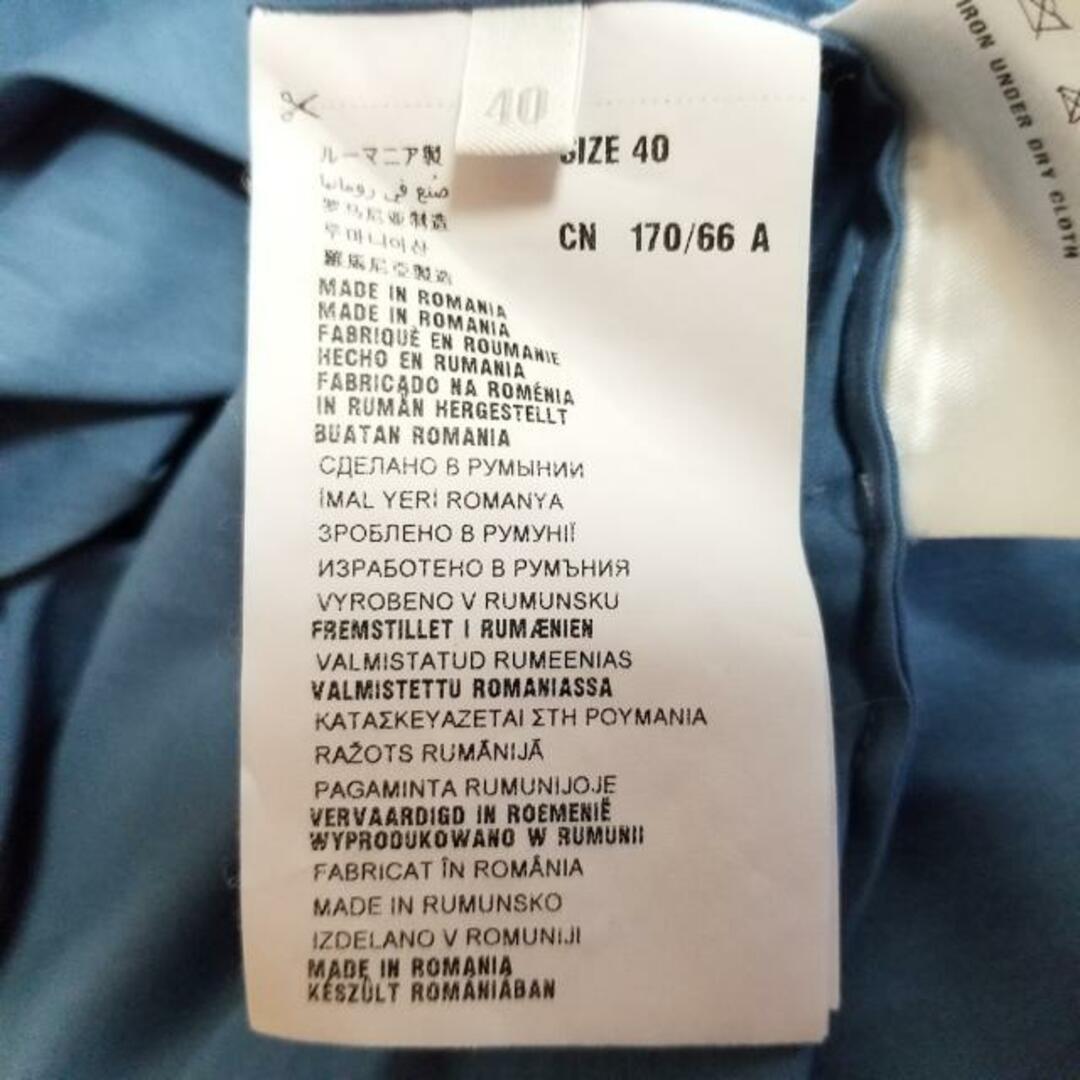 40
SIZE 40
CN 170/66 A
ルーマニア製
صنع في رومانيا
罗马尼亚制造
루마니아산
羅馬尼亞製造
MADE IN ROMANIA
MADE IN ROMANIA
FABRIQUÈ EN ROUMANIE
HECHO EN RUMANIA
FABRICADO NA ROMÉNIA
IN RUMÄN HERGESTELLT
BUATAN ROMANIA
СДЕЛАНО В РУМЫНИИ
İMAL YERİ ROMANYA
ЗРОБЛЕНО В РУМУНІЇ
ИЗРАБОТЕНО В РУМЪНИЯ
VYROBENO V RUMUNSKU
FREMSTILLET I RUMÆNIEN
VALMISTATUD RUMEENIAS
VALMISTETTU ROMANIASSA
ΚΑΤΑΣΚΕΥΑΖΕΤΑΙ ΣΤΗ ΡΟΥΜΑΝΙΑ
RAŽOTS RUMĀNIJĀ
PAGAMINTA RUMUNIJOJE
VERVAARDIGD IN ROEMENIË
WYPRODUKOWANO W RUMUNII
FABRICAT ÎN ROMÂNIA
MADE IN RUMUNSKO
IZDELANO V ROMUNIJI
MADE IN ROMANIA
KÉSZÜLT ROMÁNIÁBAN
IRON UNDER DRY CLOTH